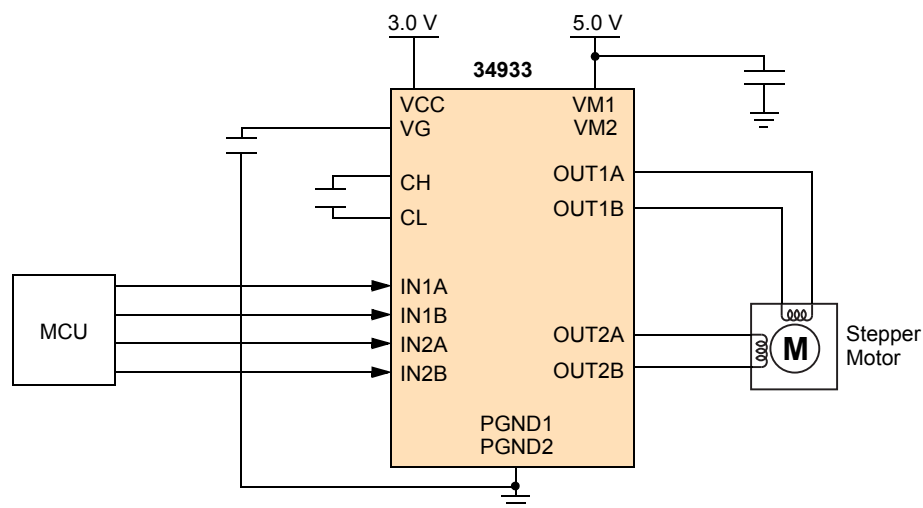 3.0 V
5.0 V
34933
VCC
VM1
VG
VM2
CH
OUT1A
CL
OUT1B
MCU
IN1A
IN1B
IN2A
IN2B
OUT2A
OUT2B
M
Stepper
Motor
PGND1
PGND2